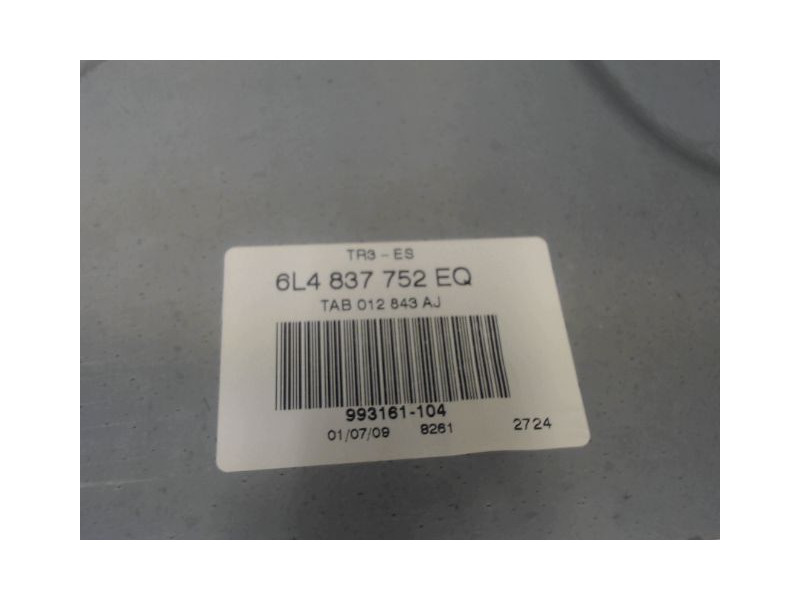 TR3 - ES
6L4 837 752 EQ
TAB 012 843 AJ
993161-104
01/07/09 8261 2724